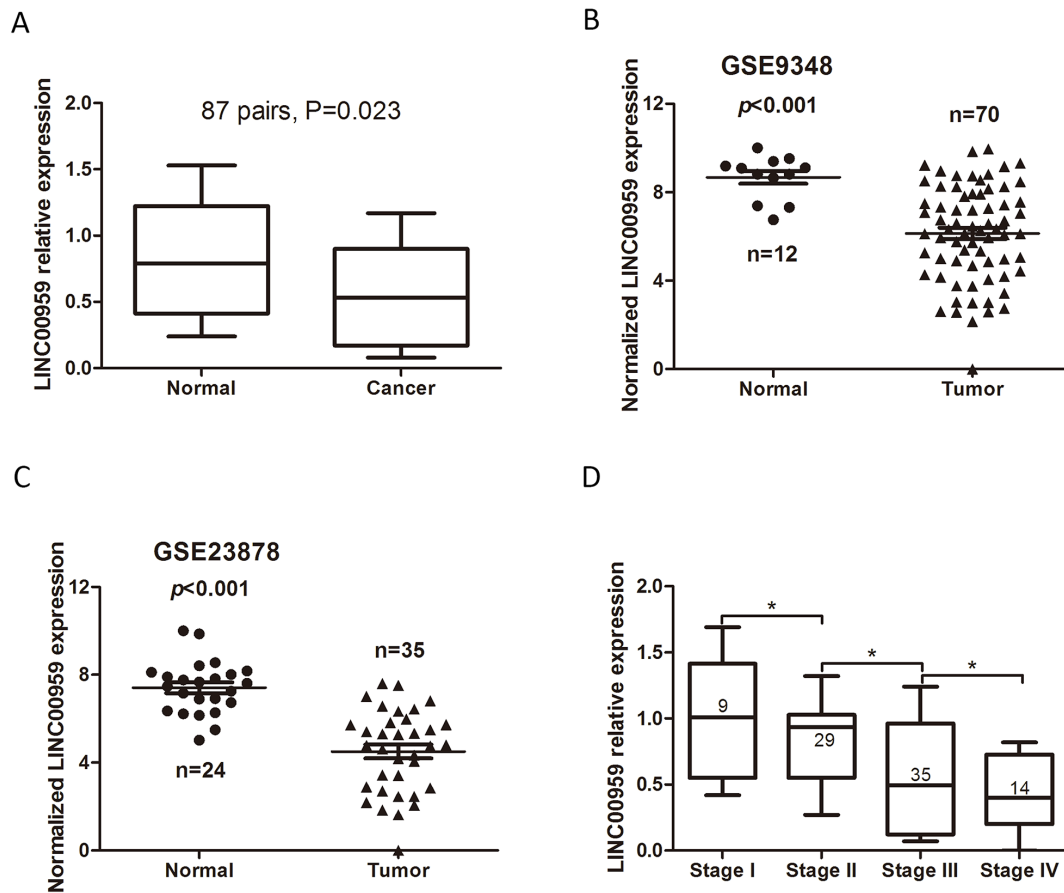 A
LINC00959 relative expression
87 pairs, P=0.023
2.0
1.5
1.0
0.5
0.0
Normal
Cancer
B
Normalized LINC00959 expression
GSE9348
p<0.001
n=70
12
8
4
0
n=12
Normal
Tumor
C
Normalized LINC00959 expression
GSE23878
p<0.001
n=35
12
8
4
0
n=24
Normal
Tumor
D
LINC00959 relative expression
2.0
1.5
1.0
0.5
0.0
*
*
*
9
29
35
14
Stage I
Stage II
Stage III
Stage IV